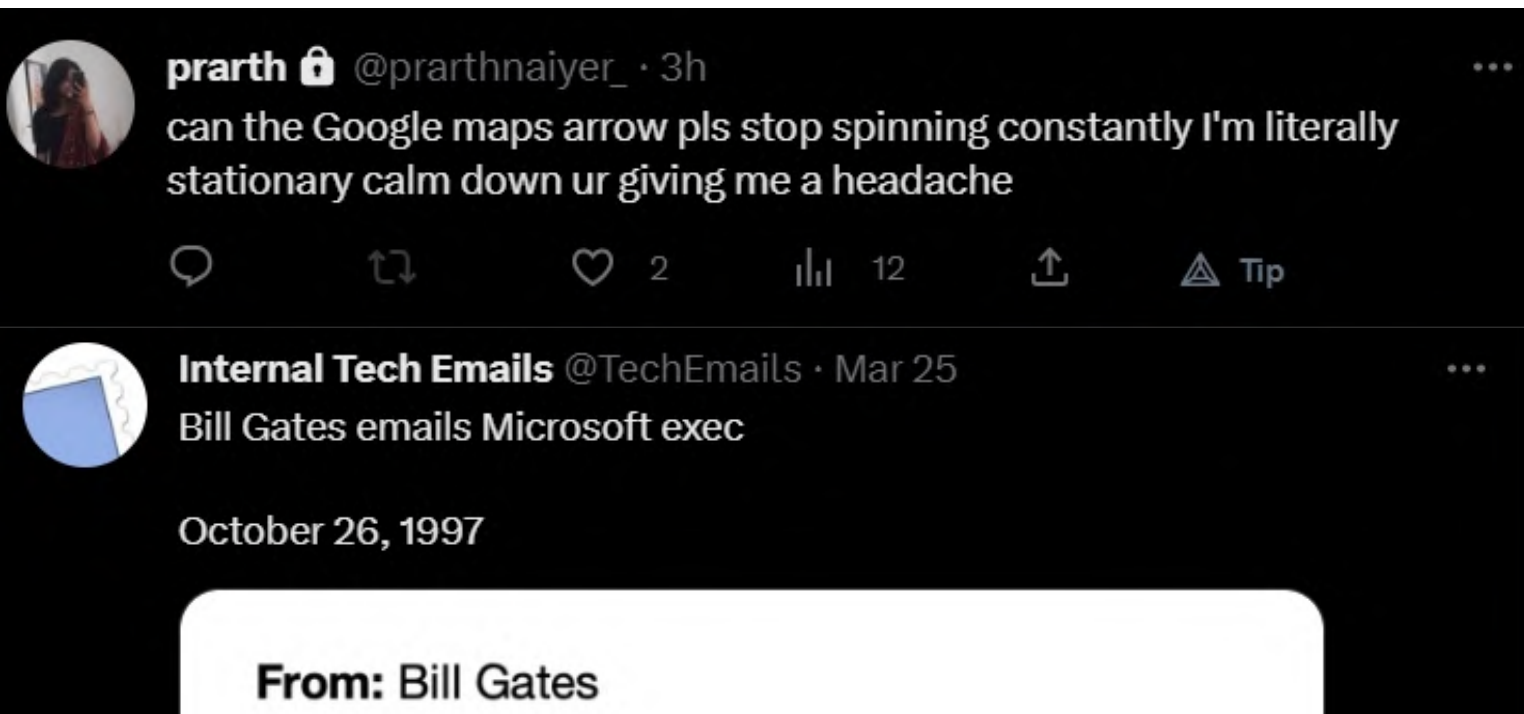 prarth @prarthnaiyer_ · 3h
can the Google maps arrow pls stop spinning constantly I'm literally
stationary calm down ur giving me a headache
2 12 Tip
Internal Tech Emails @TechEmails · Mar 25
Bill Gates emails Microsoft exec
October 26, 1997
From: Bill Gates